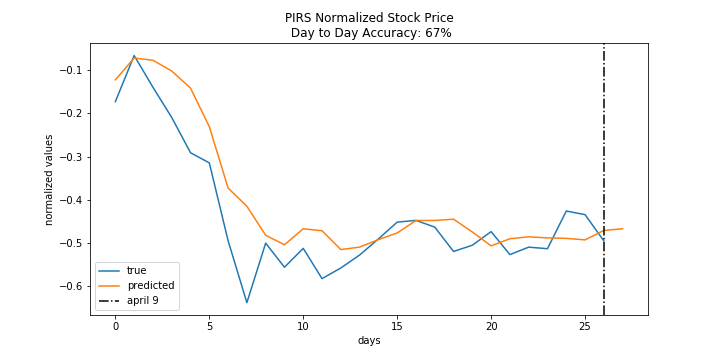 PIRS Normalized Stock Price
Day to Day Accuracy: 67%
normalized values
−0.1
−0.2
−0.3
−0.4
−0.5
−0.6
true
predicted
april 9
0 5 10 15 20 25
days